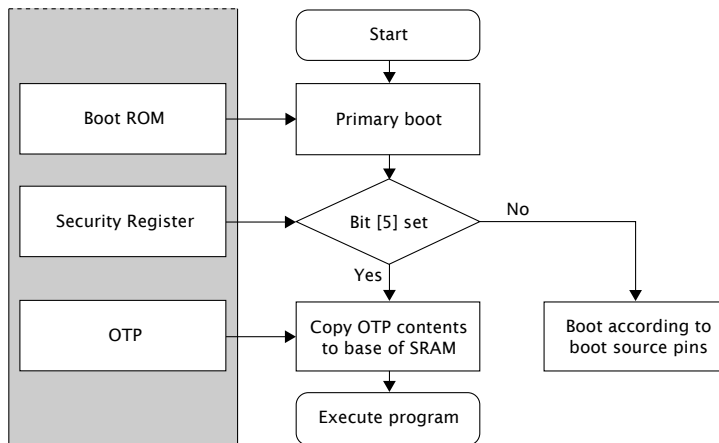 Start
Boot ROM
Primary boot
Security Register
Bit [5] set
No
Yes
OTP
Copy OTP contents
to base of SRAM
Boot according to
boot source pins
Execute program